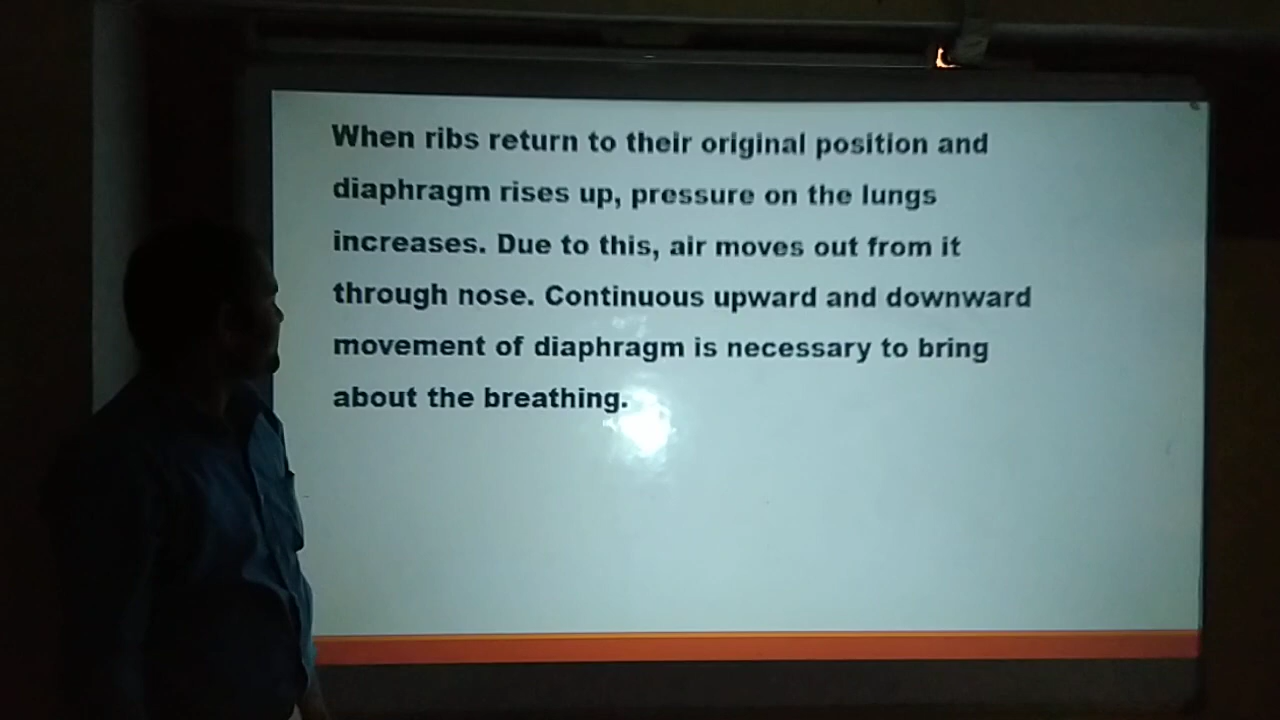 When ribs return to their original position and
diaphragm rises up, pressure on the lungs
increases. Due to this, air moves out from it
through nose. Continuous upward and downward
movement of diaphragm is necessary to bring
about the breathing.